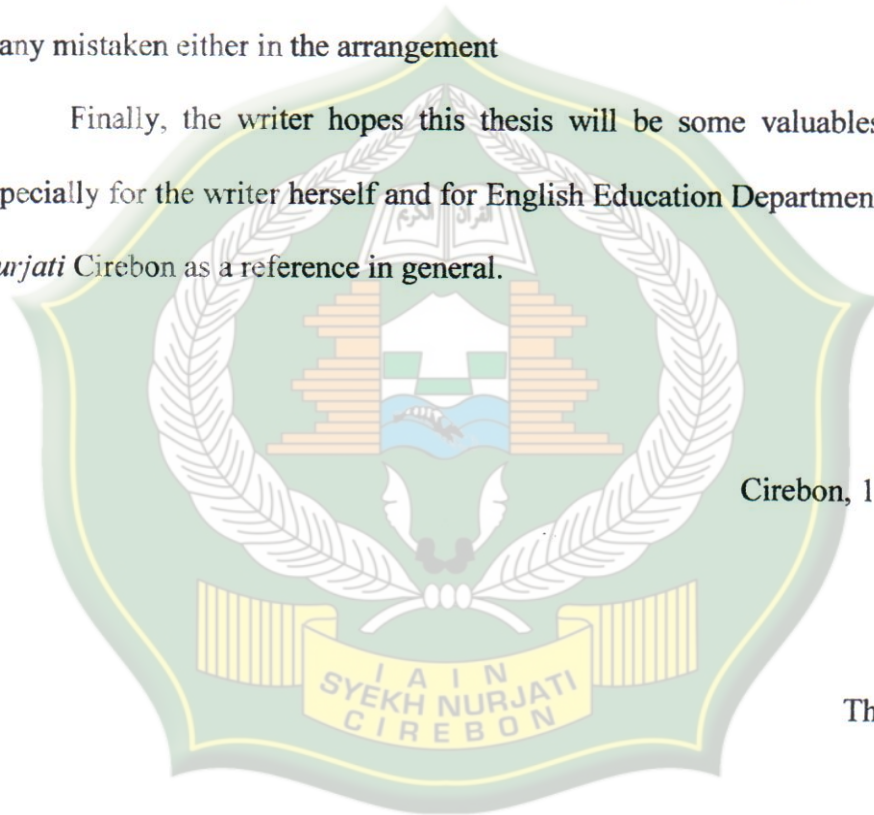 any mistaken either in the arrangement
Finally, the writer hopes this thesis will be some valuables
pecially for the writer herself and for English Education Departmen
urjati Cirebon as a reference in general.
القرآن الكريم
Cirebon, 1
Th
I A I N
SYEKH NURJATI
CIREBON